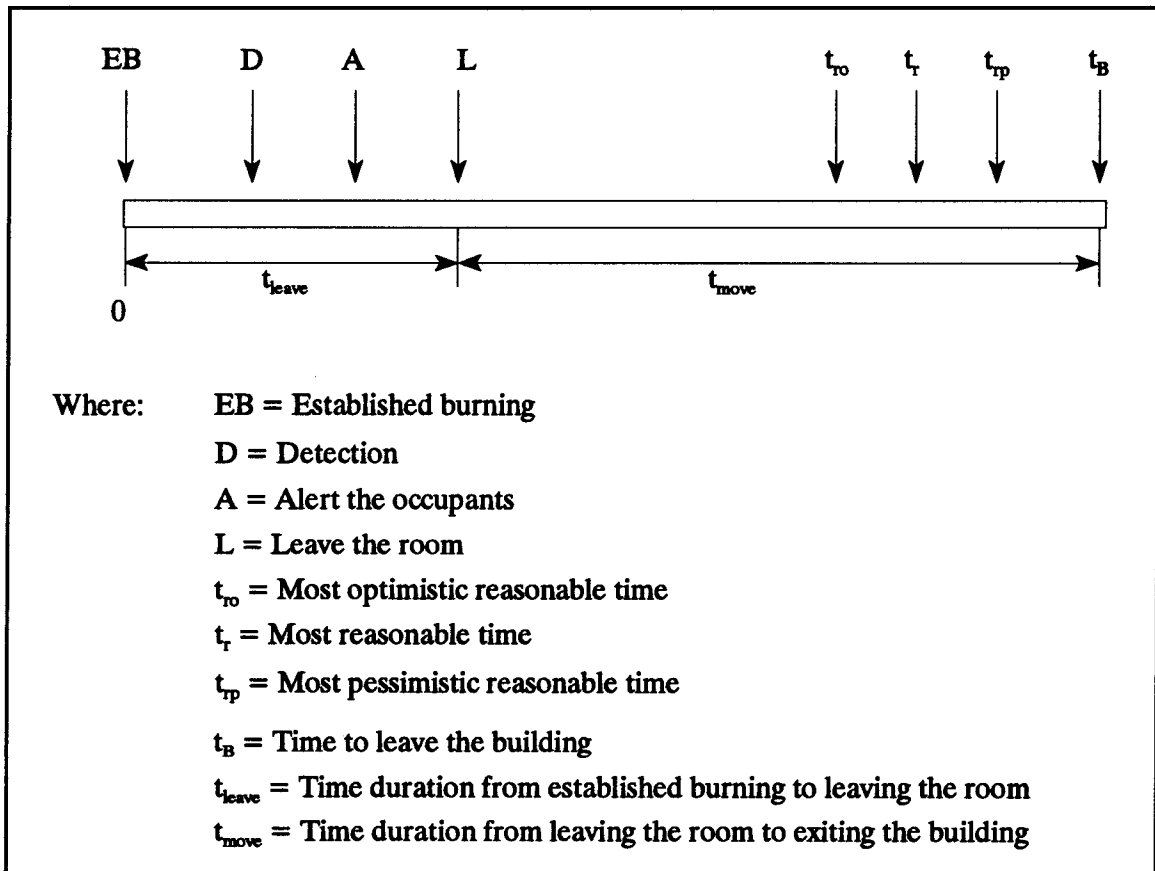 EB D A L t_ro t_r t_rp t_B
t_leave t_move
0
Where: EB = Established burning
D = Detection
A = Alert the occupants
L = Leave the room
t_ro = Most optimistic reasonable time
t_r = Most reasonable time
t_rp = Most pessimistic reasonable time
t_B = Time to leave the building
t_leave = Time duration from established burning to leaving the room
t_move = Time duration from leaving the room to exiting the building